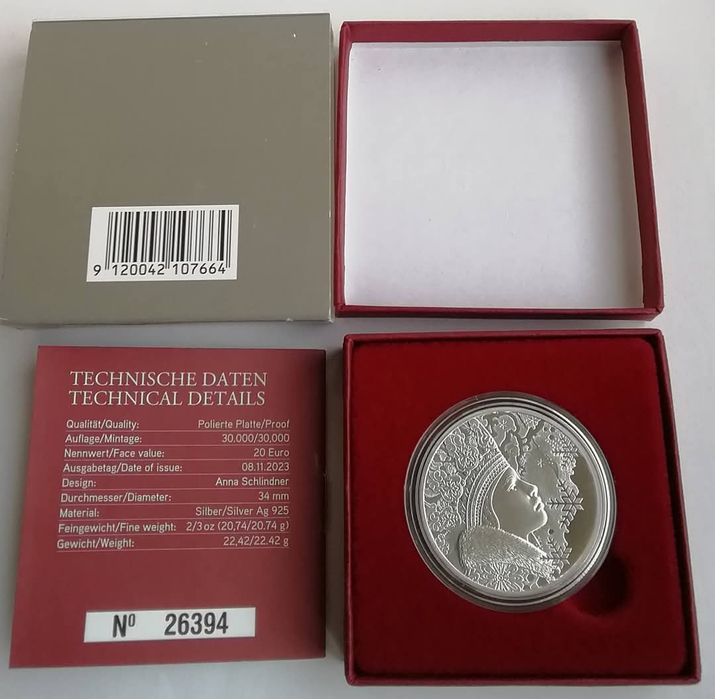 9 120042 107664
TECHNISCHE DATEN
TECHNICAL DETAILS
Qualität/Quality: Polierte Platte/Proof
Auflage/Mintage: 30.000/30,000
Nennwert/Face value: 20 Euro
Ausgabetag/Date of issue: 08.11.2023
Design: Anna Schlindner
Durchmesser/Diameter: 34 mm
Material: Silber/Silver Ag 925
Feingewicht/Fine weight: 2/3 oz (20,74/20.74 g)
Gewicht/Weight: 22,42/22.42 g
Nº 26394